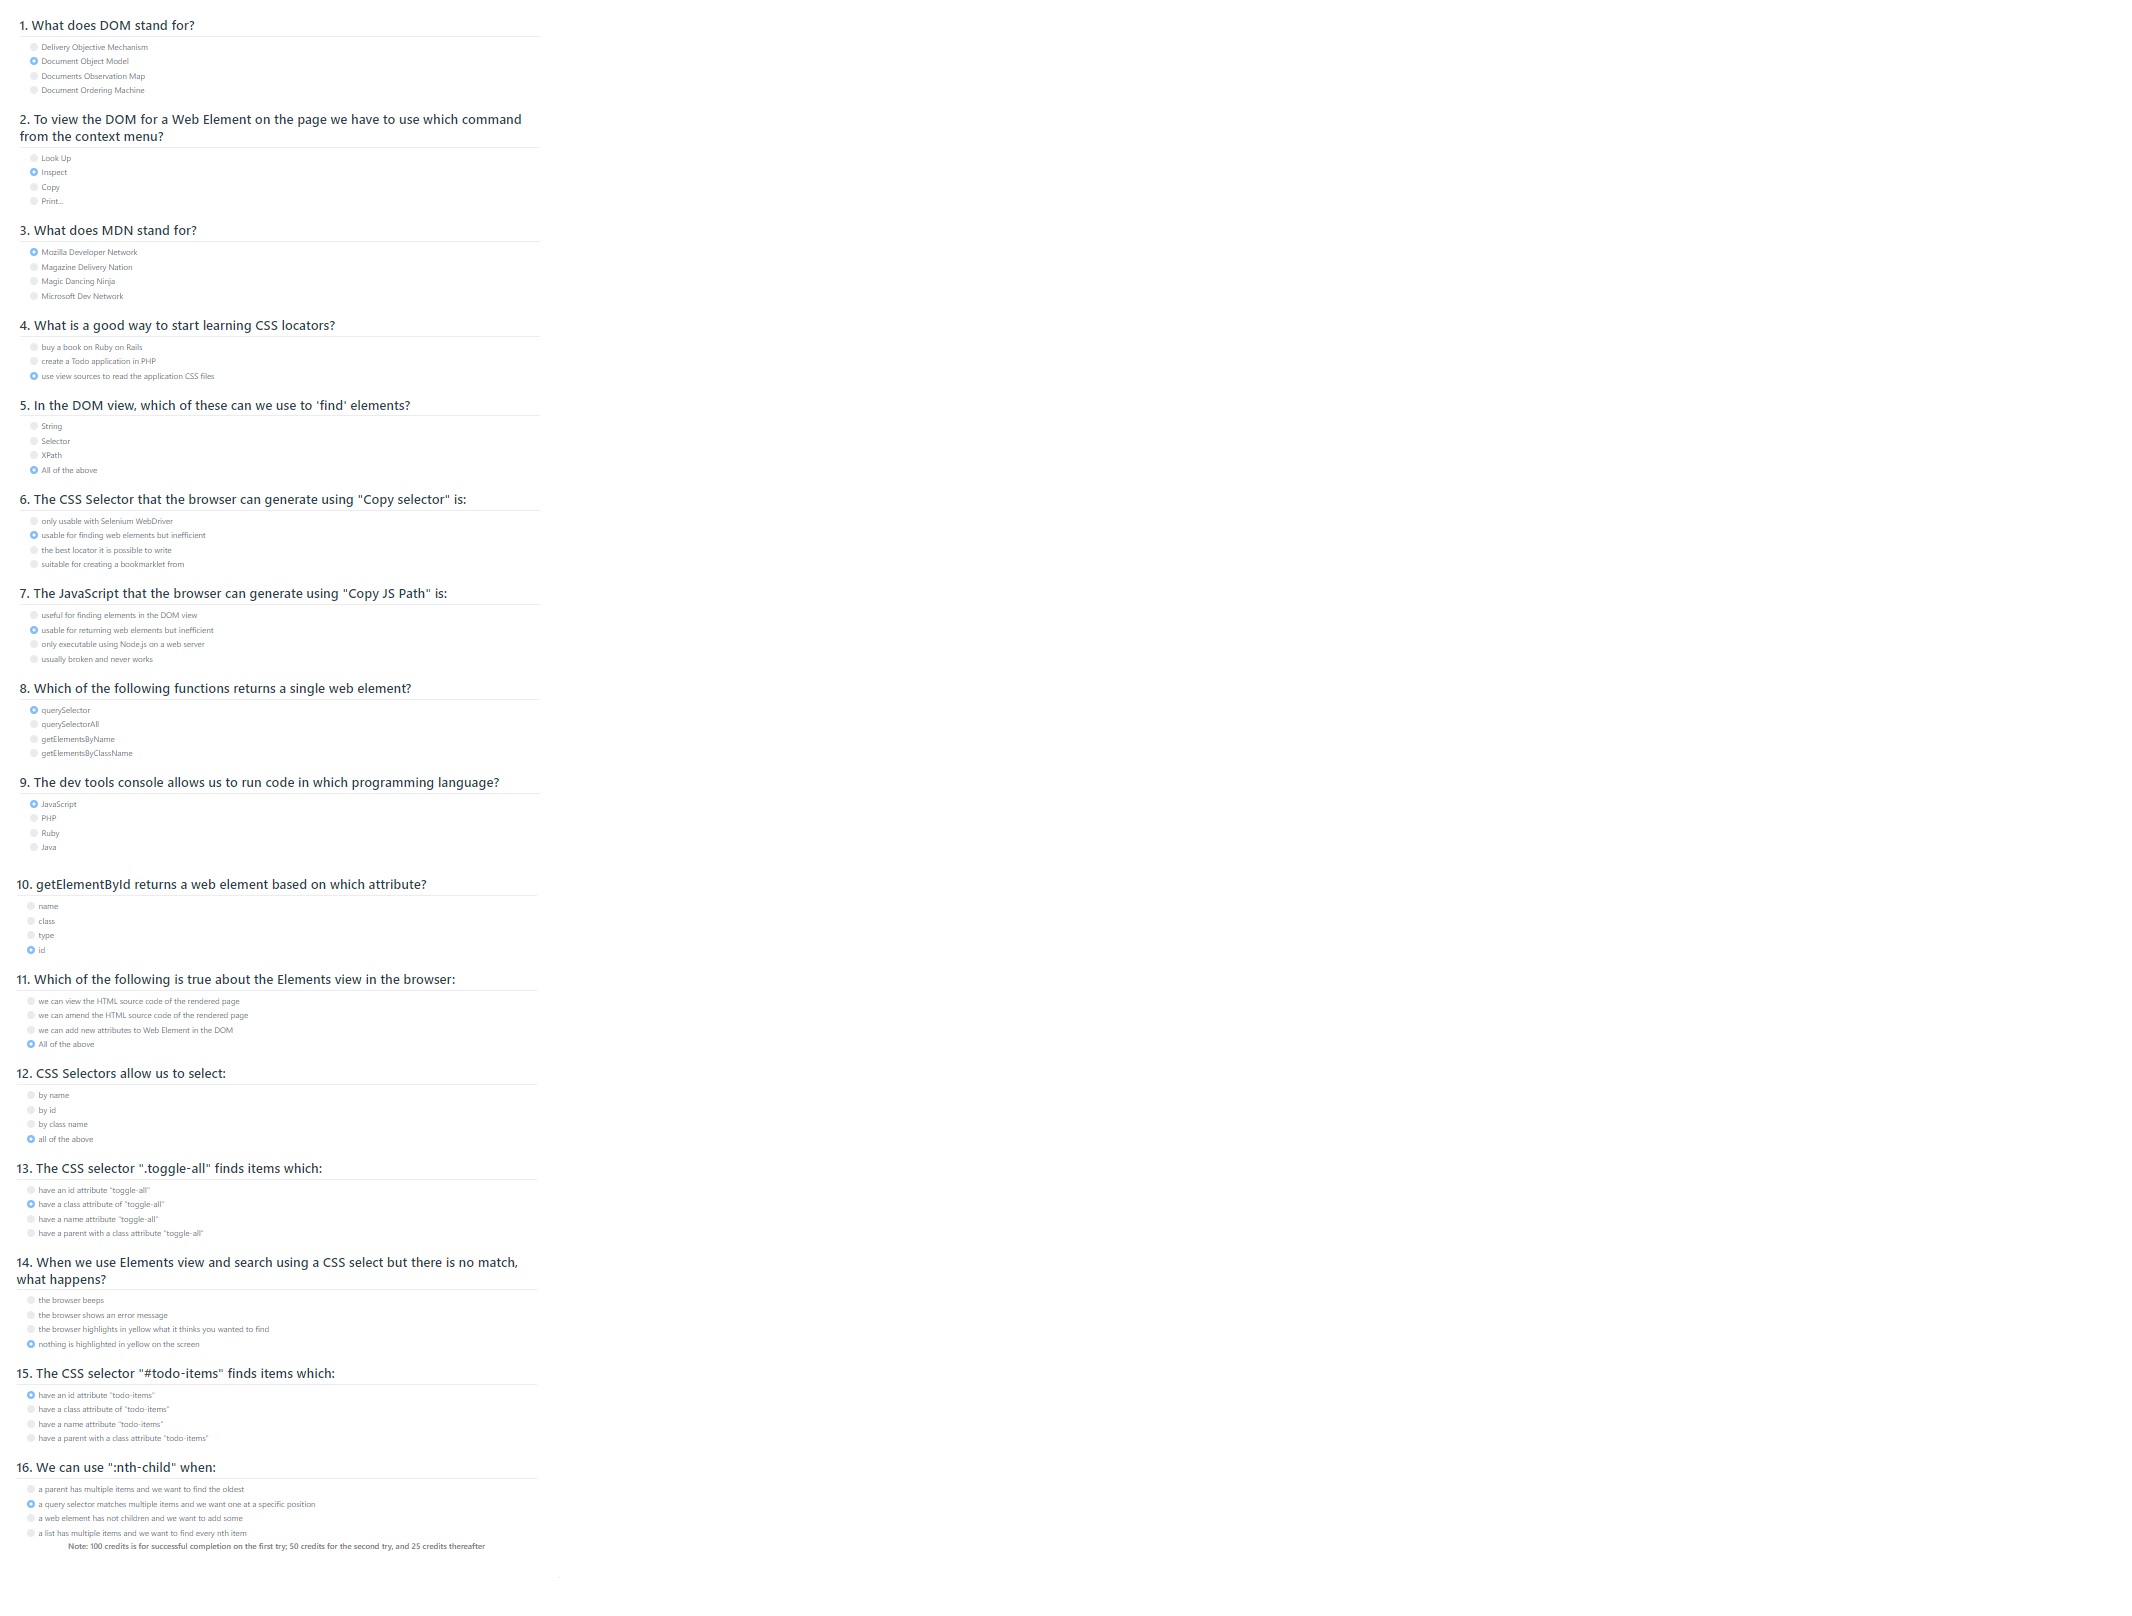 1. What does DOM stand for?
Delivery Objective Mechanism
Document Object Model
Documents Observation Map
Document Ordering Machine
2. To view the DOM for a Web Element on the page we have to use which command
from the context menu?
Look Up
Inspect
Copy
Print...
3. What does MDN stand for?
Mozilla Developer Network
Magazine Delivery Nation
Magic Dancing Ninja
Microsoft Dev Network
4. What is a good way to start learning CSS locators?
buy a book on Ruby on Rails
create a Todo application in PHP
use view sources to read the application CSS files
5. In the DOM view, which of these can we use to 'find' elements?
String
Selector
XPath
All of the above
6. The CSS Selector that the browser can generate using "Copy selector" is:
only usable with Selenium WebDriver
usable for finding web elements but inefficient
the best locator it is possible to write
suitable for creating a bookmarklet from
7. The JavaScript that the browser can generate using "Copy JS Path" is:
useful for finding elements in the DOM view
usable for returning web elements but inefficient
only executable using Node.js on a web server
usually broken and never works
8. Which of the following functions returns a single web element?
querySelector
querySelectorAll
getElementsByName
getElementsByClassName
9. The dev tools console allows us to run code in which programming language?
JavaScript
PHP
Ruby
Java
10. getElementById returns a web element based on which attribute?
name
class
type
id
11. Which of the following is true about the Elements view in the browser:
we can view the HTML source code of the rendered page
we can amend the HTML source code of the rendered page
we can add new attributes to Web Element in the DOM
All of the above
12. CSS Selectors allow us to select:
by name
by id
by class name
all of the above
13. The CSS selector ".toggle-all" finds items which:
have an id attribute "toggle-all"
have a class attribute of "toggle-all"
have a name attribute "toggle-all"
have a parent with a class attribute "toggle-all"
14. When we use Elements view and search using a CSS select but there is no match,
what happens?
the browser beeps
the browser shows an error message
the browser highlights in yellow what it thinks you wanted to find
nothing is highlighted in yellow on the screen
15. The CSS selector "#todo-items" finds items which:
have an id attribute "todo-items"
have a class attribute of "todo-items"
have a name attribute "todo-items"
have a parent with a class attribute "todo-items"
16. We can use ":nth-child" when:
a parent has multiple items and we want to find the oldest
a query selector matches multiple items and we want one at a specific position
a web element has not children and we want to add some
a list has multiple items and we want to find every nth item
Note: 100 credits is for successful completion on the first try; 50 credits for the second try, and 25 credits thereafter